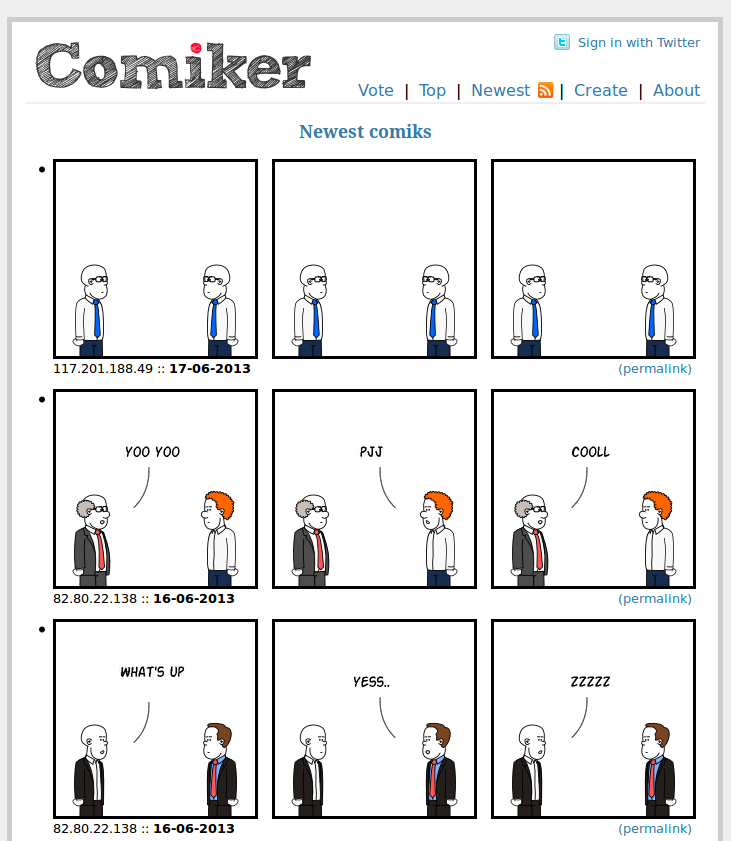 Sign in with Twitter
Comiker
Vote | Top | Newest | Create | About
Newest comiks
117.201.188.49 :: 17-06-2013 (permalink)
YOO YOO PJJ COOLL
82.80.22.138 :: 16-06-2013 (permalink)
WHAT'S UP YESS.. ZZZZZ
82.80.22.138 :: 16-06-2013 (permalink)